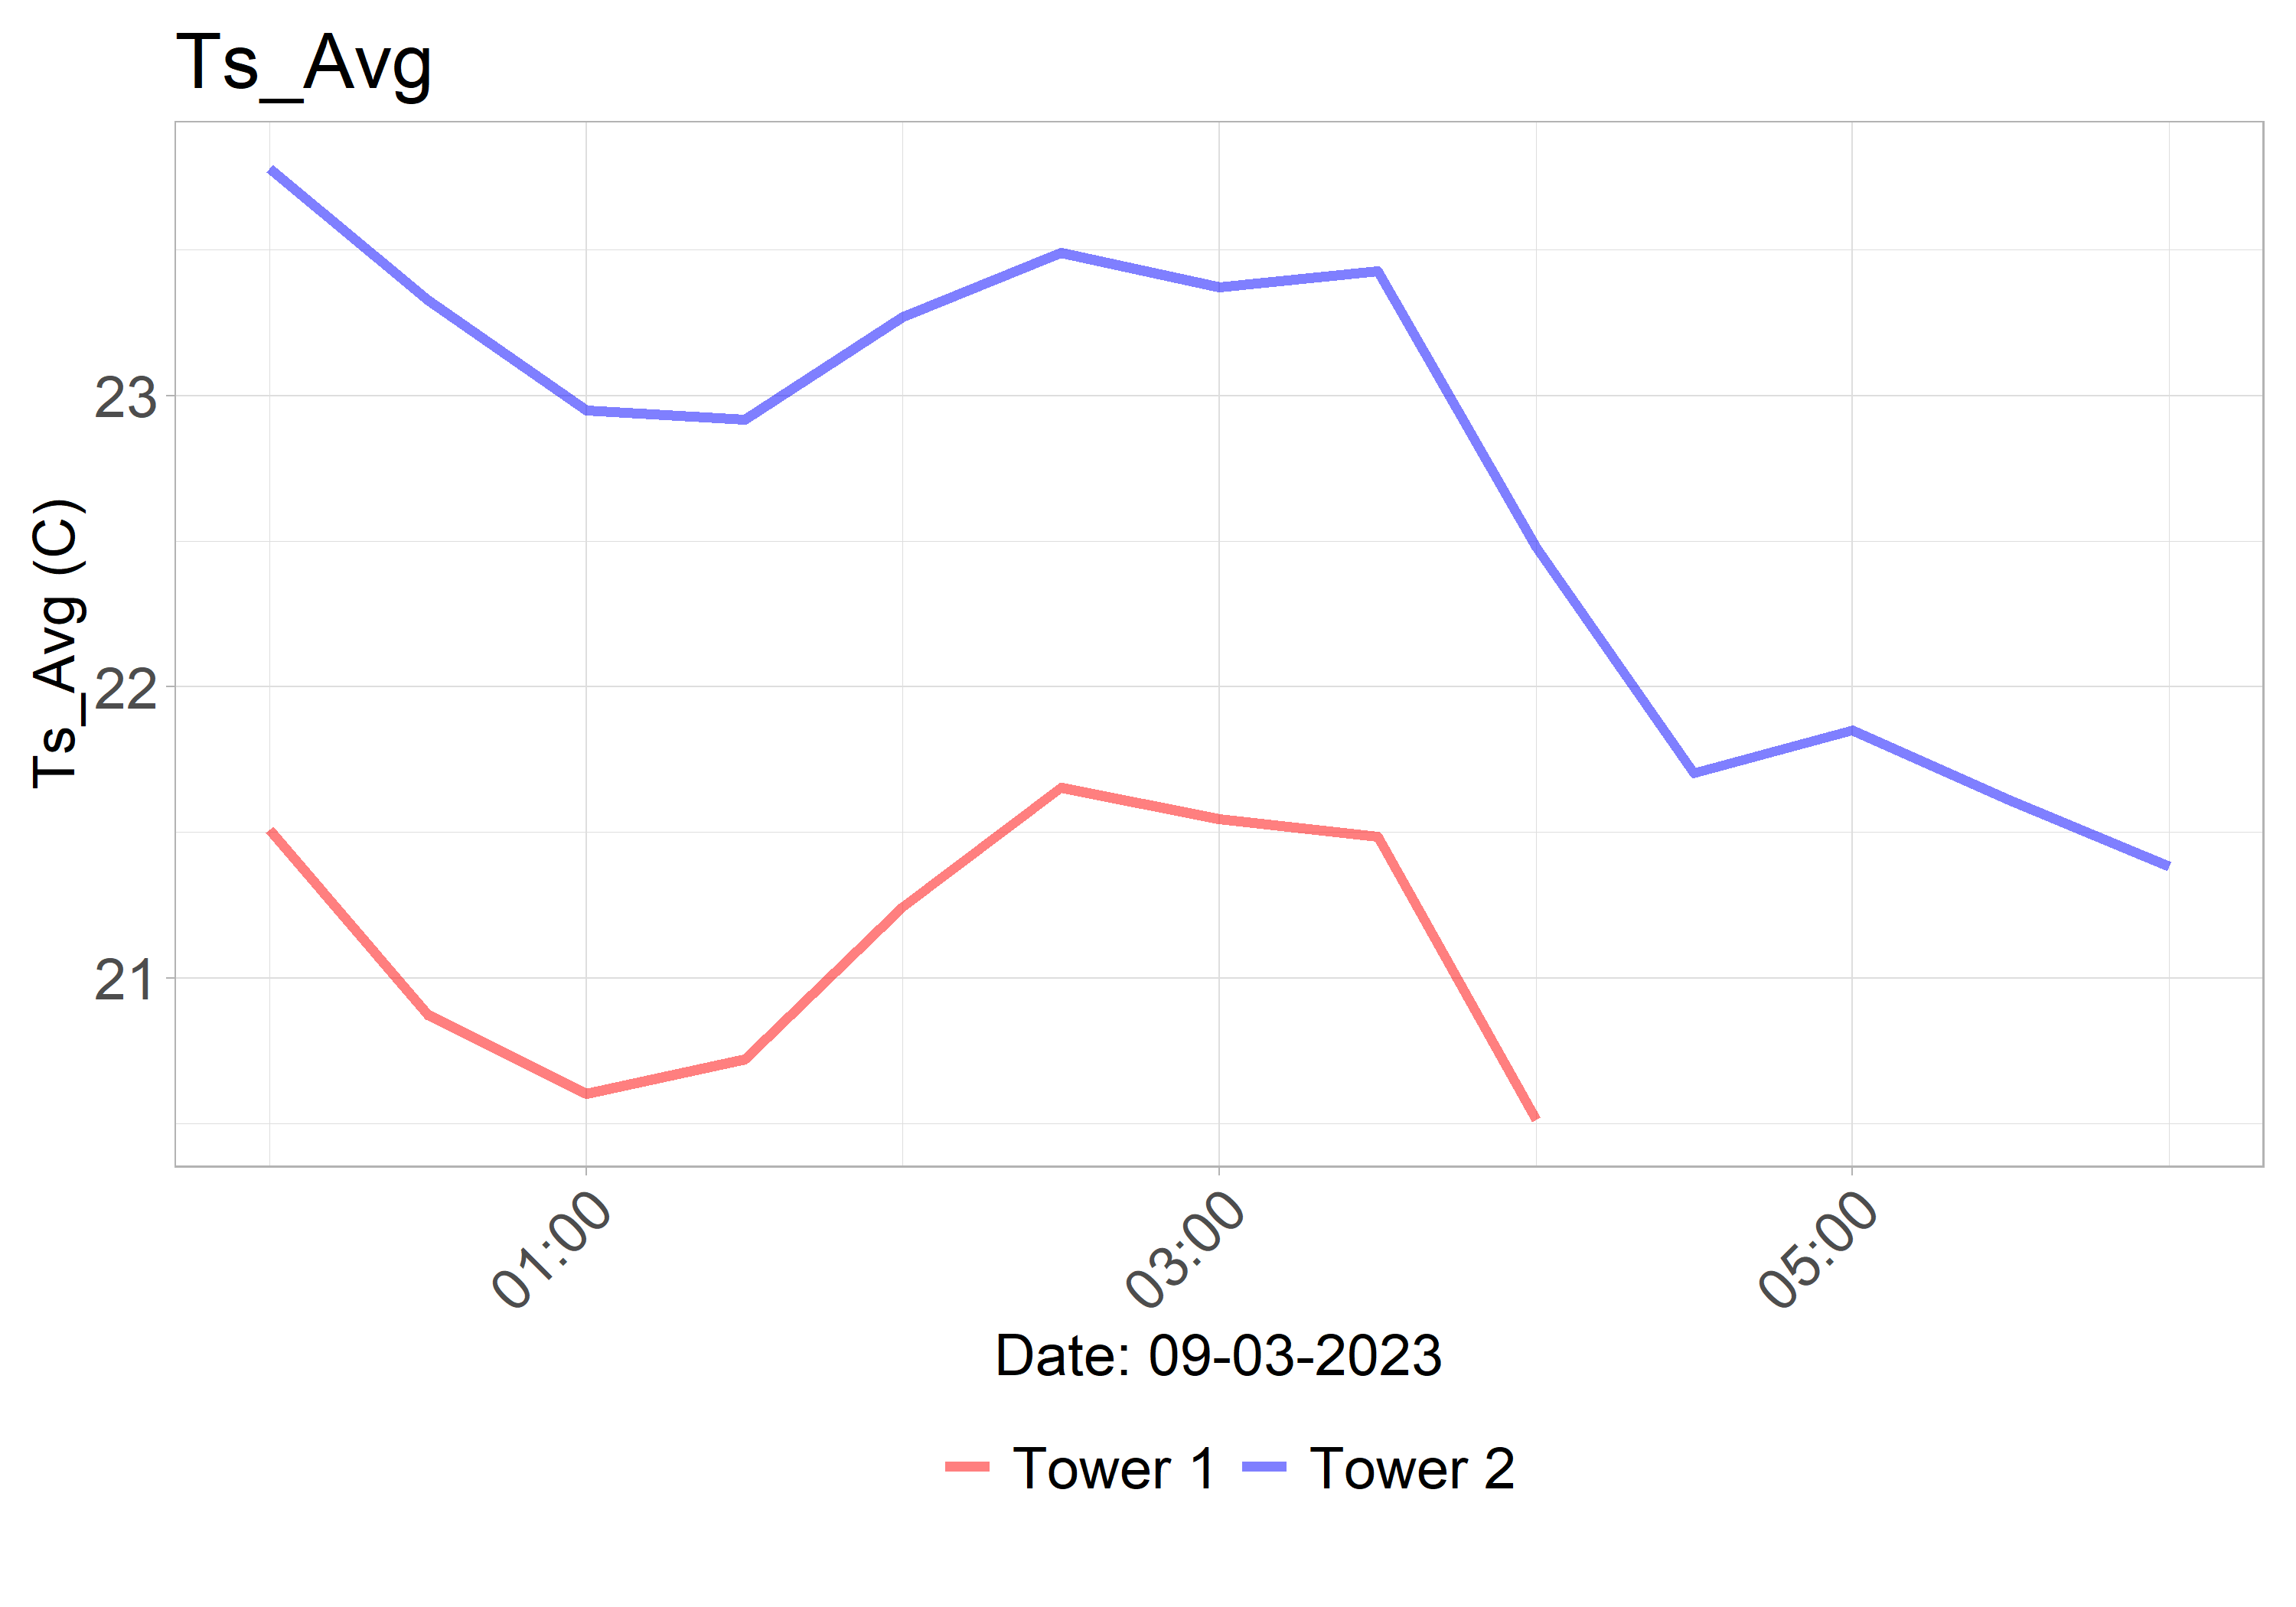 Ts_Avg
Ts_Avg (C)
23
22
21
01:00
03:00
05:00
Date: 09-03-2023
Tower 1
Tower 2